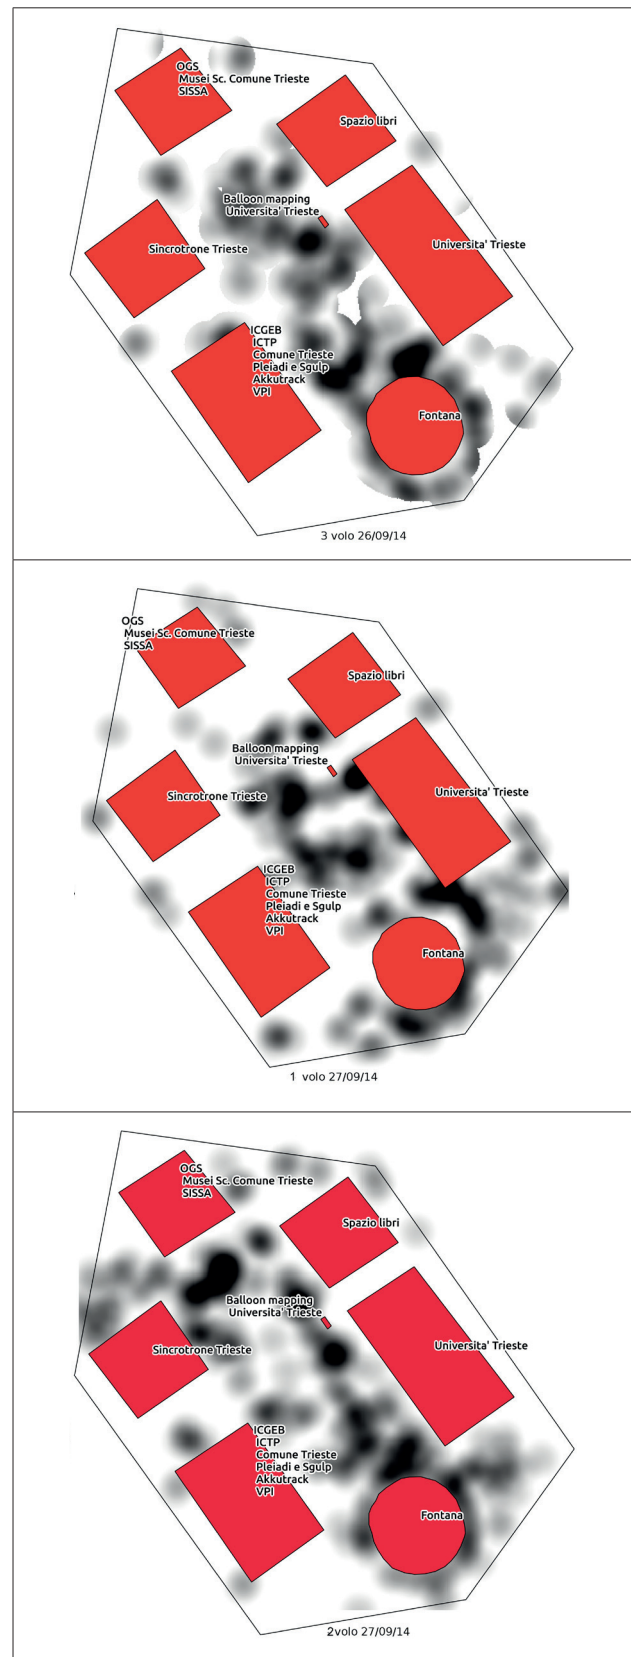 OGS
Musei Sc. Comune Trieste
SISSA
Spazio libri
Balloon mapping
Universita' Trieste
Universita' Trieste
Sincrotrone Trieste
ICGEB
ICTP
Comune Trieste
Pleiadi e Sgulp
Akkutrack
VPI
Fontana
3 volo 26/09/14
OGS
Musei Sc. Comune Trieste
SISSA
Spazio libri
Balloon mapping
Universita' Trieste
Universita' Trieste
Sincrotrone Trieste
ICGEB
ICTP
Comune Trieste
Pleiadi e Sgulp
Akkutrack
VPI
Fontana
1 volo 27/09/14
OGS
Musei Sc. Comune Trieste
SISSA
Spazio libri
Balloon mapping
Universita' Trieste
Universita' Trieste
Sincrotrone Trieste
ICGEB
ICTP
Comune Trieste
Pleiadi e Sgulp
Akkutrack
VPI
Fontana
2volo 27/09/14